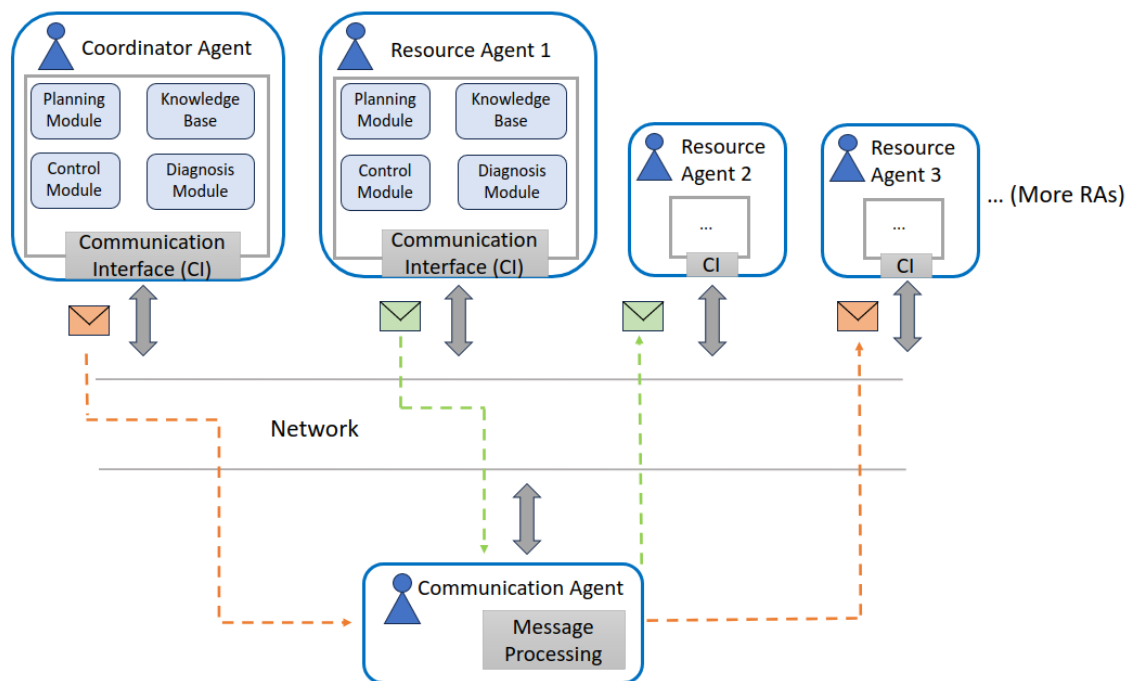 Coordinator Agent
Planning
Module
Knowledge
Base
Control
Module
Diagnosis
Module
Communication
Interface (CI)
Resource Agent 1
Planning
Module
Knowledge
Base
Control
Module
Diagnosis
Module
Communication
Interface (CI)
Resource
Agent 2
...
CI
Resource
Agent 3
...
CI
... (More RAs)
Network
Communication Agent
Message
Processing